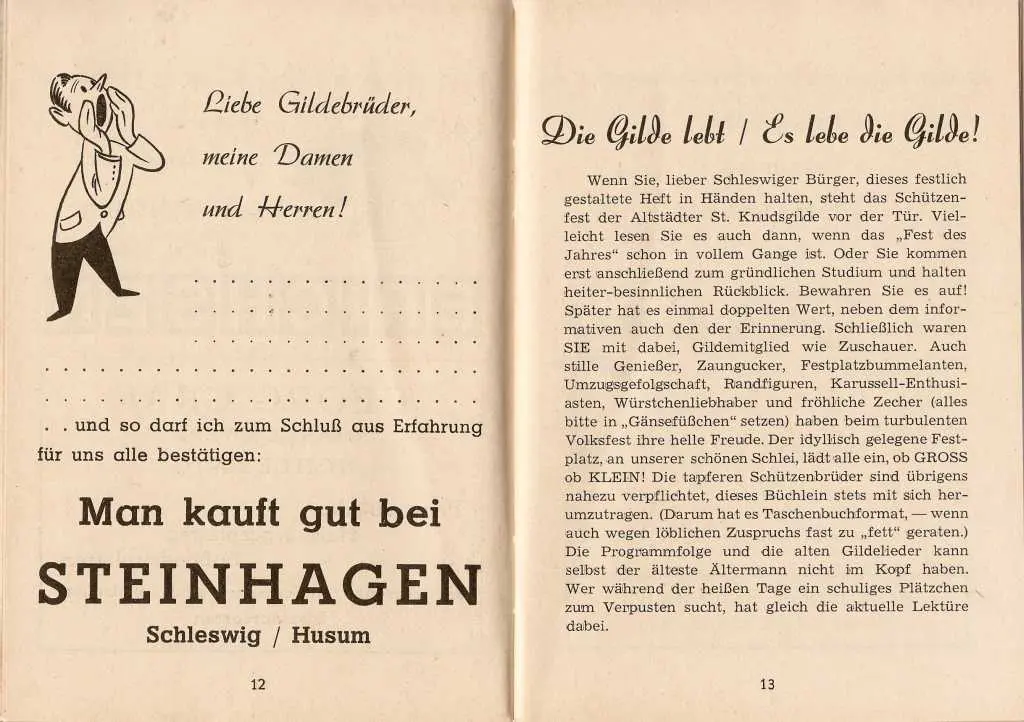 Liebe Gildebrüder,
meine Damen
und Herren!
. . . . . . . . . . . . . . .
. . . . . . . . . . . . . . .
. . . . . . . . . . . . . . .
. . . . . . . . . . . . . . . . . . . . . . .
. . . . . . . . . . . . . . . . . . . . . . .
. . und so darf ich zum Schluß aus Erfahrung
für uns alle bestätigen:
Man kauft gut bei
STEINHAGEN
Schleswig / Husum
12
Die Gilde lebt / Es lebe die Gilde!
Wenn Sie, lieber Schleswiger Bürger, dieses festlich
gestaltete Heft in Händen halten, steht das Schützen-
fest der Altstädter St. Knudsgilde vor der Tür. Viel-
leicht lesen Sie es auch dann, wenn das „Fest des
Jahres“ schon in vollem Gange ist. Oder Sie kommen
erst anschließend zum gründlichen Studium und halten
heiter-besinnlichen Rückblick. Bewahren Sie es auf!
Später hat es einmal doppelten Wert, neben dem infor-
mativen auch den der Erinnerung. Schließlich waren
SIE mit dabei, Gildemitglied wie Zuschauer. Auch
stille Genießer, Zaungucker, Festplatzbummelanten,
Umzugsgefolgschaft, Randfiguren, Karussell-Enthusi-
asten, Würstchenliebhaber und fröhliche Zecher (alles
bitte in „Gänsefüßchen“ setzen) haben beim turbulenten
Volksfest ihre helle Freude. Der idyllisch gelegene Fest-
platz, an unserer schönen Schlei, lädt alle ein, ob GROSS
ob KLEIN! Die tapferen Schützenbrüder sind übrigens
nahezu verpflichtet, dieses Büchlein stets mit sich her-
umzutragen. (Darum hat es Taschenbuchformat, — wenn
auch wegen löblichen Zuspruchs fast zu „fett“ geraten.)
Die Programmfolge und die alten Gildelieder kann
selbst der älteste Ältermann nicht im Kopf haben.
Wer während der heißen Tage ein schuliges Plätzchen
zum Verpusten sucht, hat gleich die aktuelle Lektüre
dabei.
13